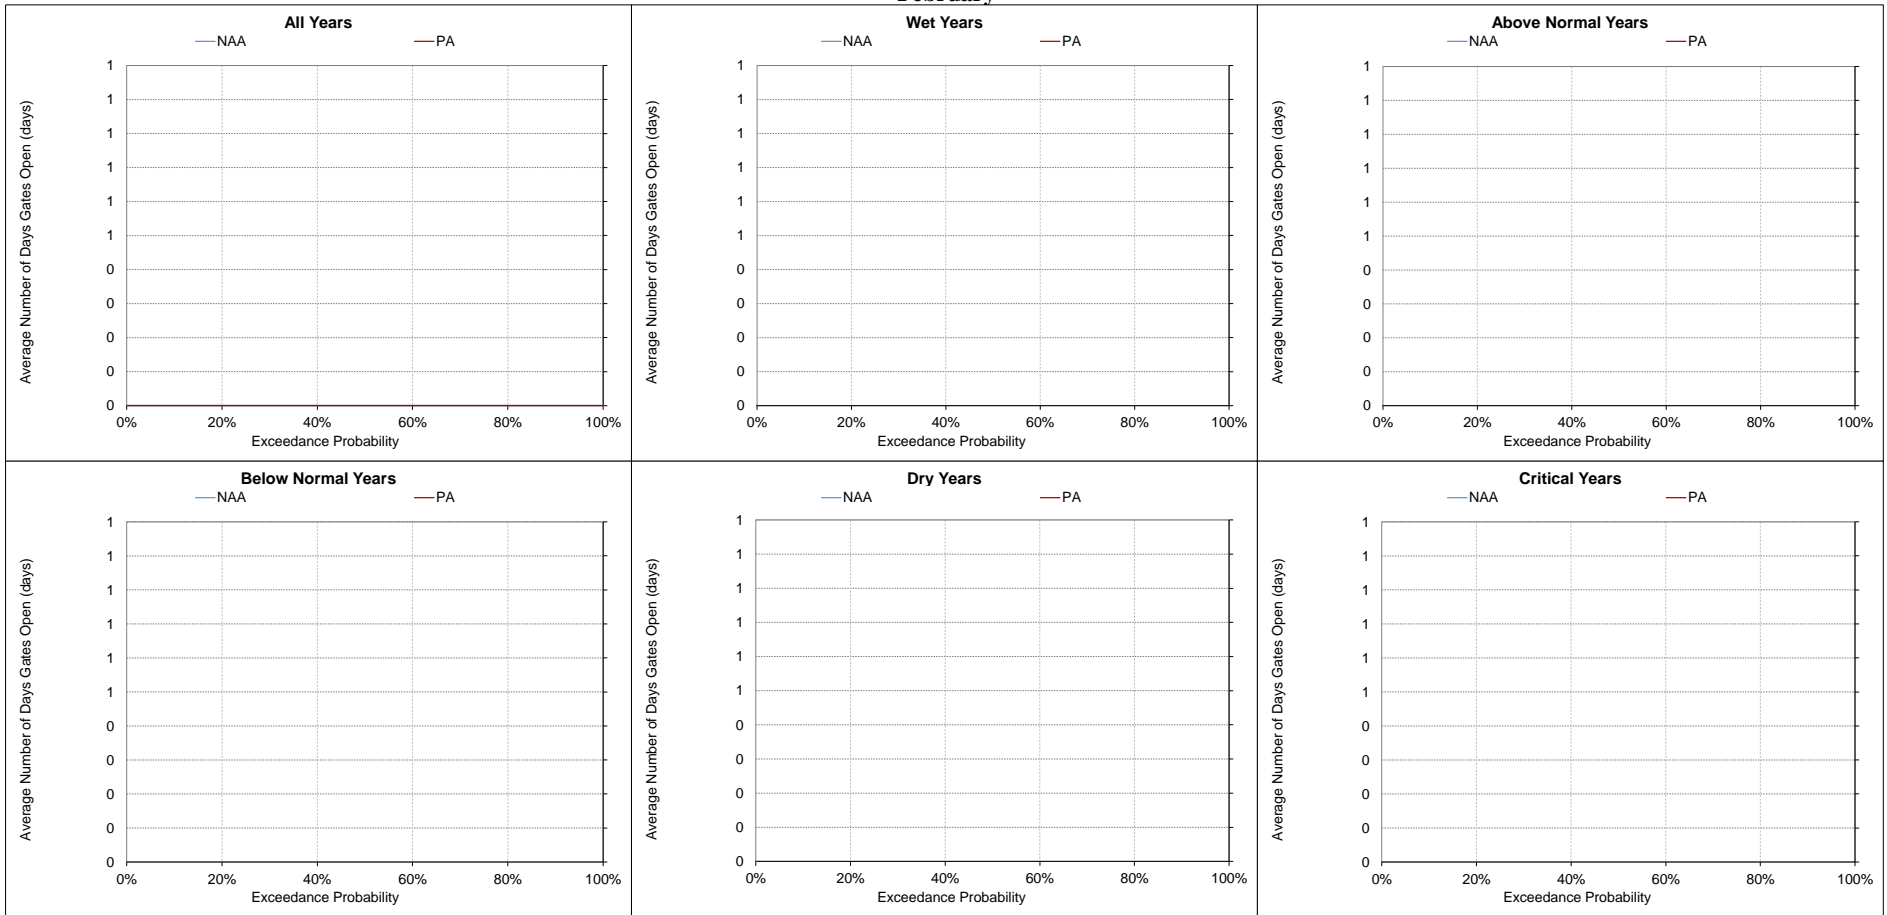 February
All Years
NAA PA
Average Number of Days Gates Open (days)
1
1
1
1
1
1
0
0
0
0
0
0% 20% 40% 60% 80% 100%
Exceedance Probability
Wet Years
NAA PA
Average Number of Days Gates Open (days)
1
1
1
1
1
1
0
0
0
0
0
0% 20% 40% 60% 80% 100%
Exceedance Probability
Above Normal Years
NAA PA
Average Number of Days Gates Open (days)
1
1
1
1
1
1
0
0
0
0
0
0% 20% 40% 60% 80% 100%
Exceedance Probability
Below Normal Years
NAA PA
Average Number of Days Gates Open (days)
1
1
1
1
1
1
0
0
0
0
0
0% 20% 40% 60% 80% 100%
Exceedance Probability
Dry Years
NAA PA
Average Number of Days Gates Open (days)
1
1
1
1
1
1
0
0
0
0
0
0% 20% 40% 60% 80% 100%
Exceedance Probability
Critical Years
NAA PA
Average Number of Days Gates Open (days)
1
1
1
1
1
1
0
0
0
0
0
0% 20% 40% 60% 80% 100%
Exceedance Probability